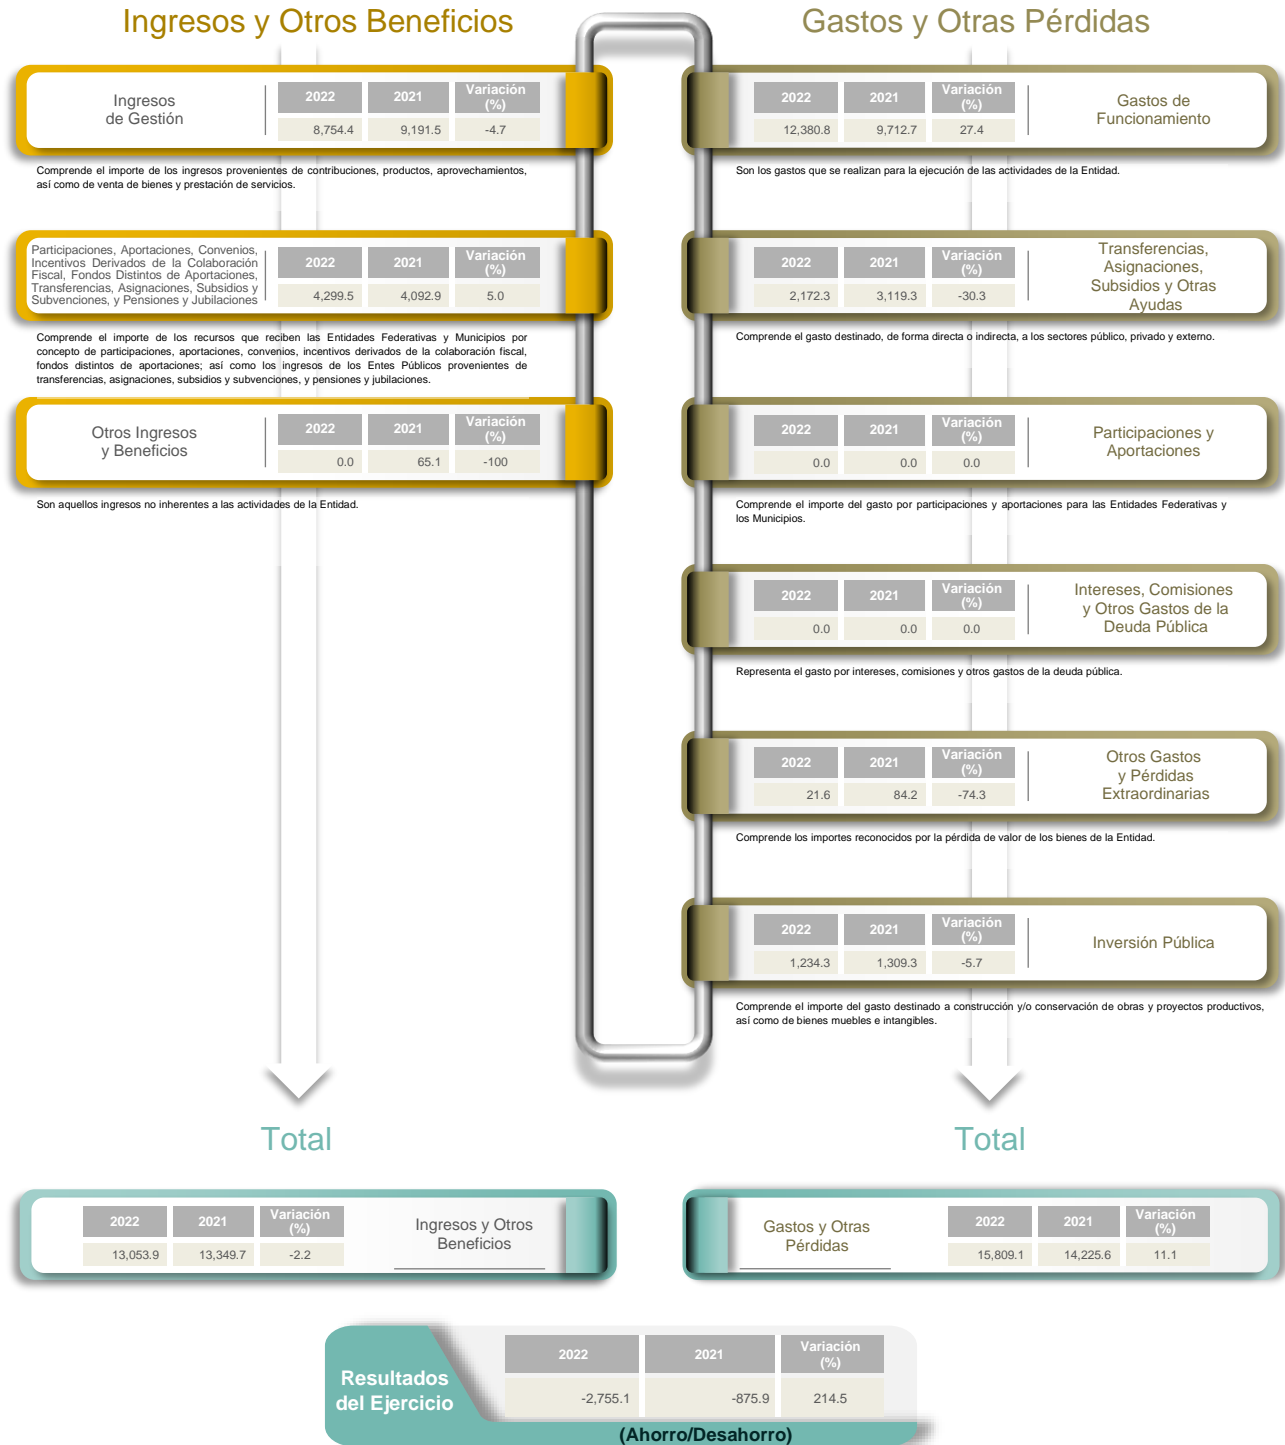 Ingresos y Otros Beneficios
Ingresos
de Gestión
2022 2021 Variación
(%)
8,754.4 9,191.5 -4.7
Comprende el importe de los ingresos provenientes de contribuciones, productos, aprovechamientos,
así como de venta de bienes y prestación de servicios.
Participaciones, Aportaciones, Convenios,
Incentivos Derivados de la Colaboración
Fiscal, Fondos Distintos de Aportaciones,
Transferencias, Asignaciones, Subsidios y
Subvenciones, y Pensiones y Jubilaciones
2022 2021 Variación
(%)
4,299.5 4,092.9 5.0
Comprende el importe de los recursos que reciben las Entidades Federativas y Municipios por
concepto de participaciones, aportaciones, convenios, incentivos derivados de la colaboración fiscal,
fondos distintos de aportaciones; así como los ingresos de los Entes Públicos provenientes de
transferencias, asignaciones, subsidios y subvenciones, y pensiones y jubilaciones.
Otros Ingresos
y Beneficios
2022 2021 Variación
(%)
0.0 65.1 -100
Son aquellos ingresos no inherentes a las actividades de la Entidad.
Gastos y Otras Pérdidas
2022 2021 Variación
(%)
12,380.8 9,712.7 27.4
Gastos de
Funcionamiento
Son los gastos que se realizan para la ejecución de las actividades de la Entidad.
2022 2021 Variación
(%)
2,172.3 3,119.3 -30.3
Transferencias,
Asignaciones,
Subsidios y Otras
Ayudas
Comprende el gasto destinado, de forma directa o indirecta, a los sectores público, privado y externo.
2022 2021 Variación
(%)
0.0 0.0 0.0
Participaciones y
Aportaciones
Comprende el importe del gasto por participaciones y aportaciones para las Entidades Federativas y
los Municipios.
2022 2021 Variación
(%)
0.0 0.0 0.0
Intereses, Comisiones
y Otros Gastos de la
Deuda Pública
Representa el gasto por intereses, comisiones y otros gastos de la deuda pública.
2022 2021 Variación
(%)
21.6 84.2 -74.3
Otros Gastos
y Pérdidas
Extraordinarias
Comprende los importes reconocidos por la pérdida de valor de los bienes de la Entidad.
2022 2021 Variación
(%)
1,234.3 1,309.3 -5.7
Inversión Pública
Comprende el importe del gasto destinado a construcción y/o conservación de obras y proyectos productivos,
así como de bienes muebles e intangibles.
Total
2022 2021 Variación
(%)
13,053.9 13,349.7 -2.2
Ingresos y Otros
Beneficios
Total
Gastos y Otras
Pérdidas
2022 2021 Variación
(%)
15,809.1 14,225.6 11.1
Resultados
del Ejercicio
2022 2021 Variación
(%)
-2,755.1 -875.9 214.5
(Ahorro/Desahorro)